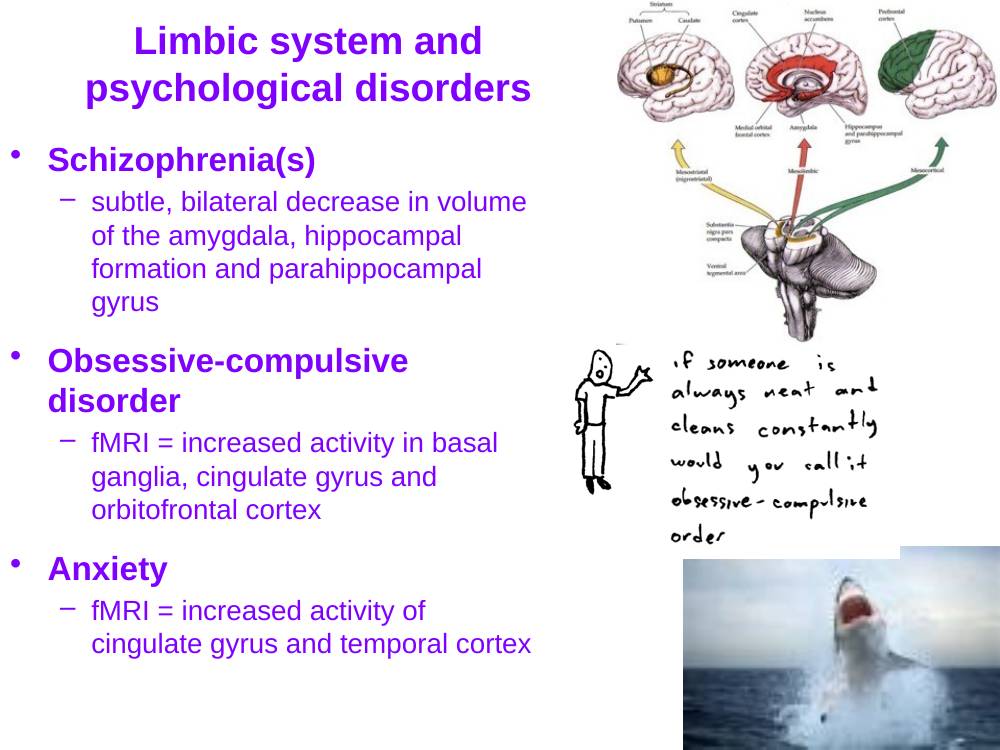 Limbic system and
psychological disorders
• Schizophrenia(s)
– subtle, bilateral decrease in volume
of the amygdala, hippocampal
formation and parahippocampal
gyrus
• Obsessive-compulsive
disorder
– fMRI = increased activity in basal
ganglia, cingulate gyrus and
orbitofrontal cortex
• Anxiety
– fMRI = increased activity of
cingulate gyrus and temporal cortex
Striatum
Putamen Caudate
Cingulate
cortex
Nucleus
accumbens
Prefrontal
cortex
Medial orbital
frontal cortex
Amygdala
Hippocampus
and parahippocampal
gyrus
Mesostriatal
(nigrostriatal)
Mesolimbic
Mesocortical
Substantia
nigra pars
compacta
Ventral
tegmental area
if someone is
always neat and
cleans constantly
would you call it
obsessive-compulsive
order